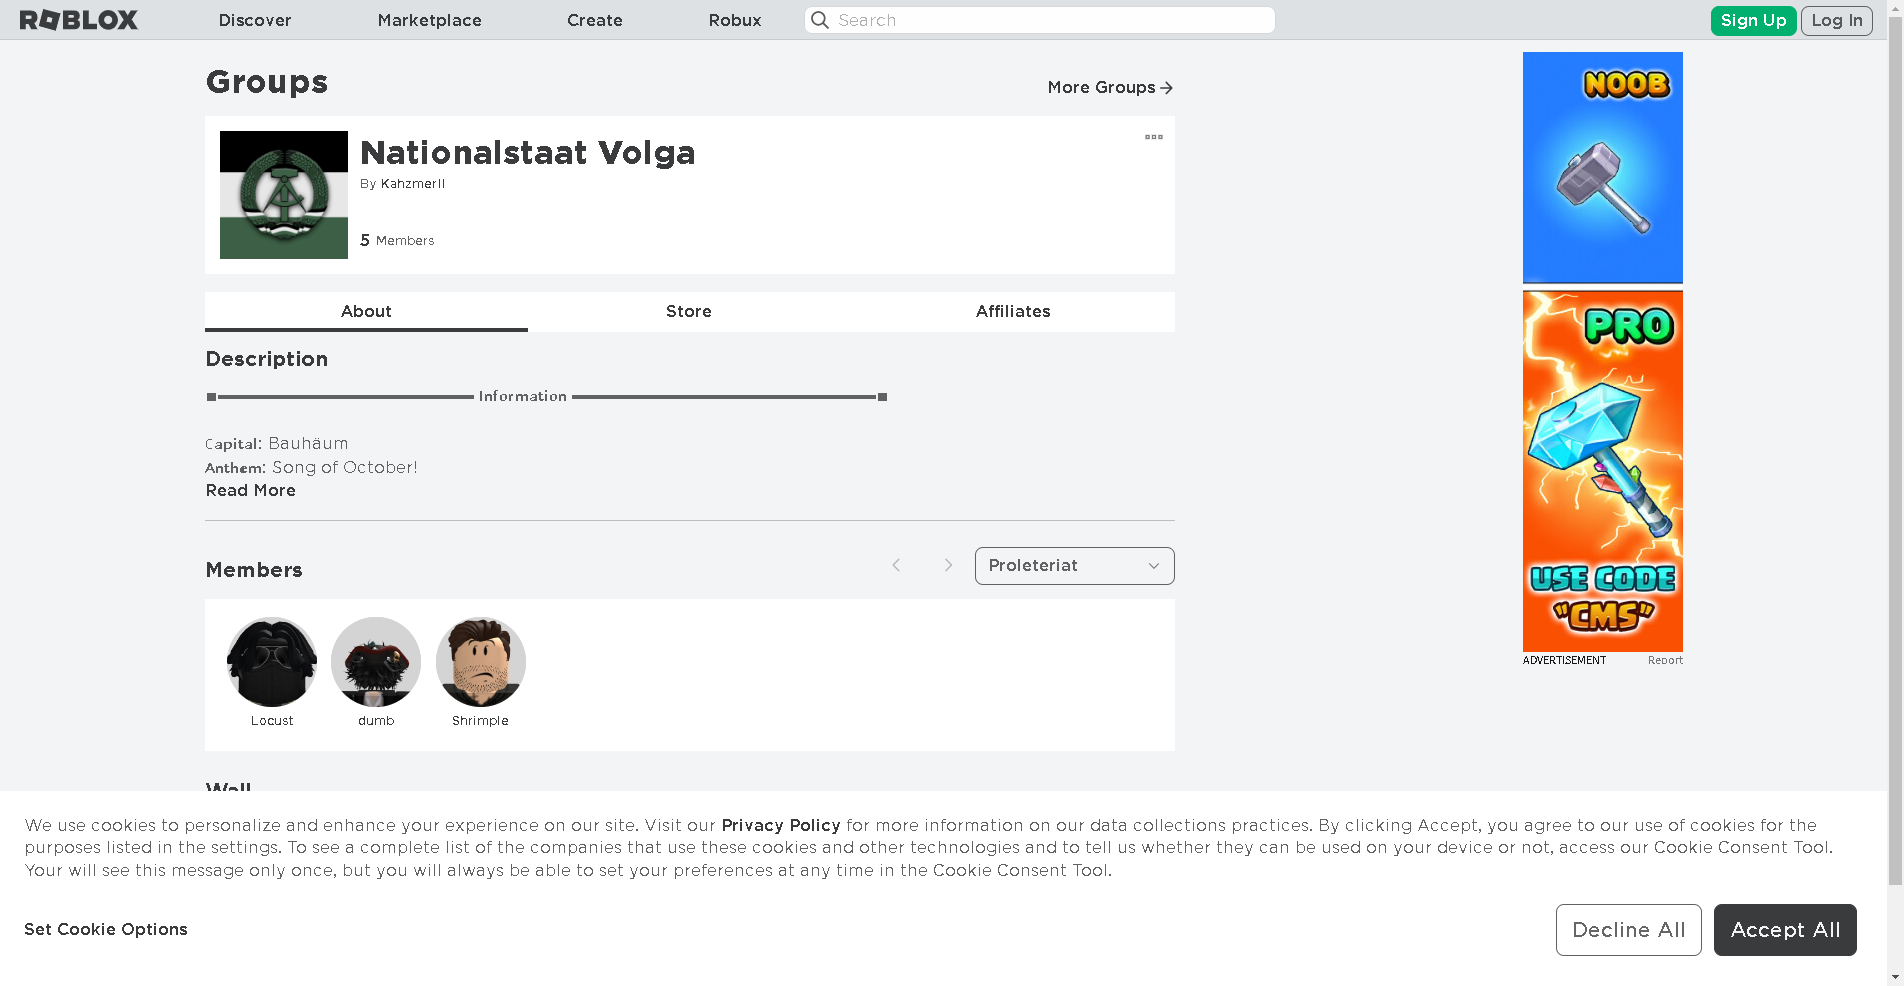 ROBLOX Discover Marketplace Create Robux Search Sign Up Log In
Groups
More Groups
Nationalstaat Volga
By KahzmerII
5 Members
About Store Affiliates
Description
Information
Capital: Bauhäum
Anthem: Song of October!
Read More
Members
Proleteriat
Locust dumb Shrimple
Wall
NOOB
PRO
USE CODE
"CMS"
ADVERTISEMENT Report
We use cookies to personalize and enhance your experience on our site. Visit our Privacy Policy for more information on our data collections practices. By clicking Accept, you agree to our use of cookies for the
purposes listed in the settings. To see a complete list of the companies that use these cookies and other technologies and to tell us whether they can be used on your device or not, access our Cookie Consent Tool.
Your will see this message only once, but you will always be able to set your preferences at any time in the Cookie Consent Tool.
Set Cookie Options
Decline All
Accept All